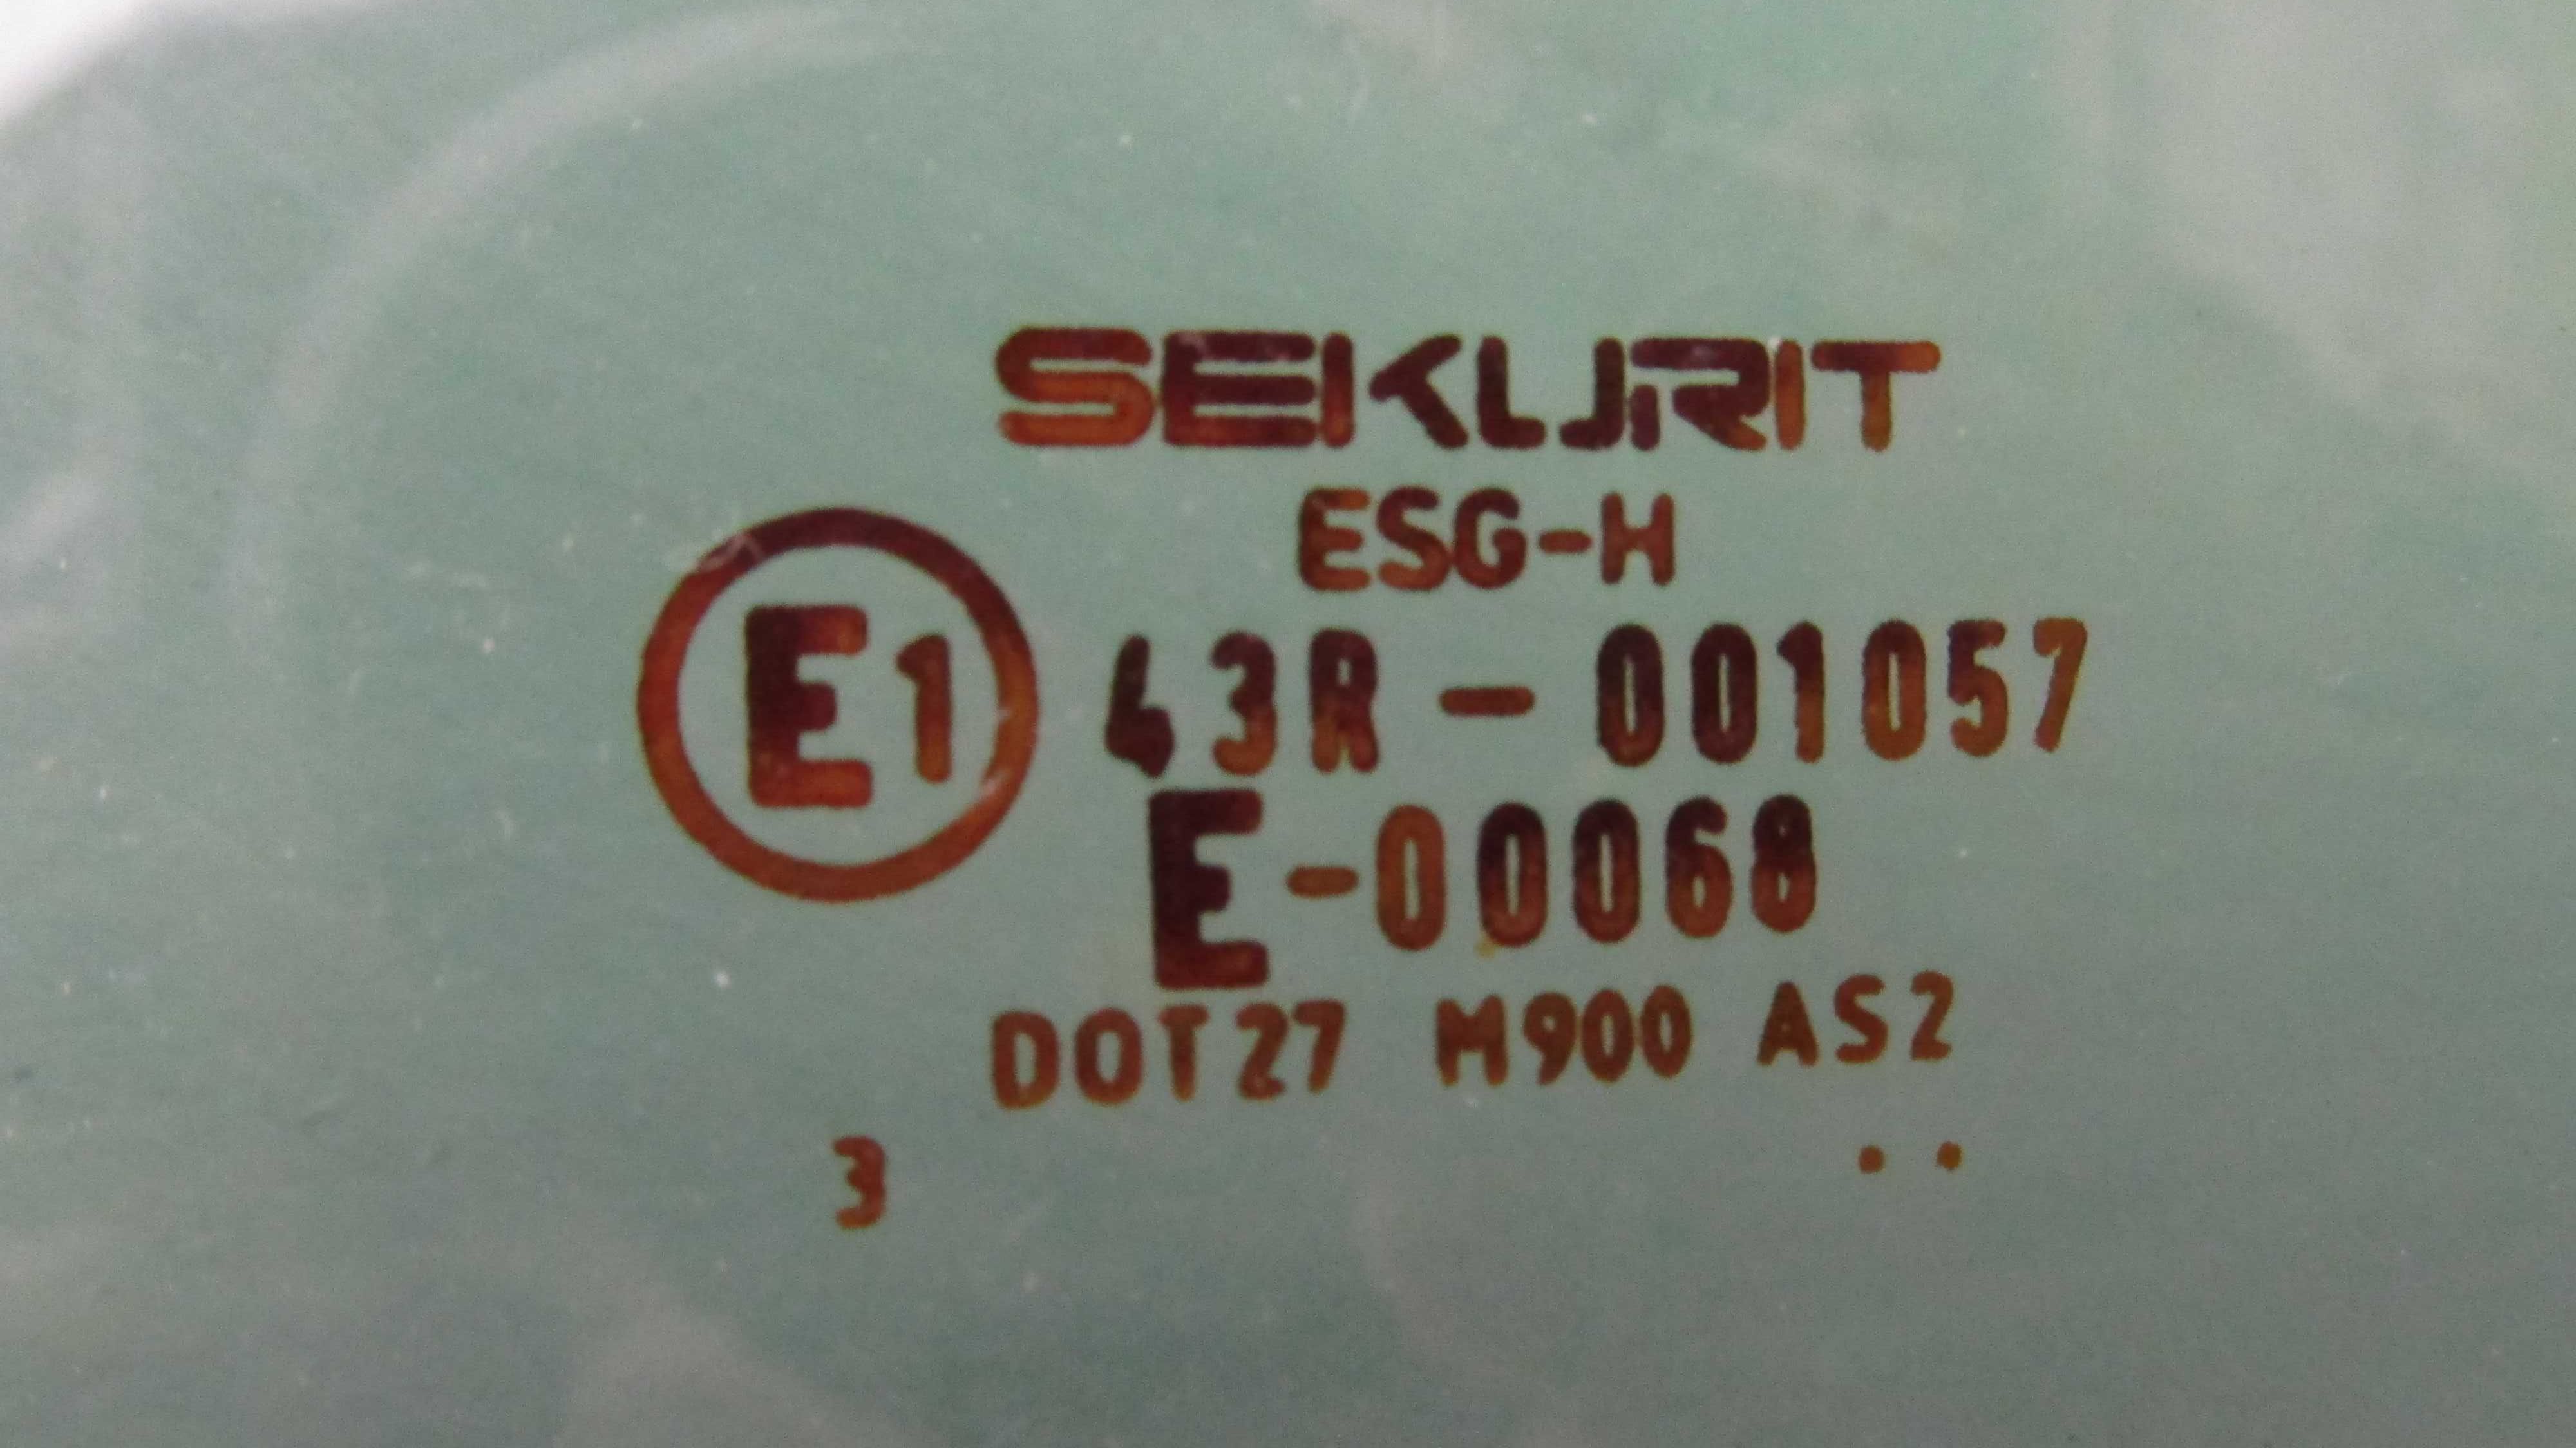 SEKURIT
ESG-H
E1 43R - 001057
E-00068
DOT27 M900 AS2
3 . .